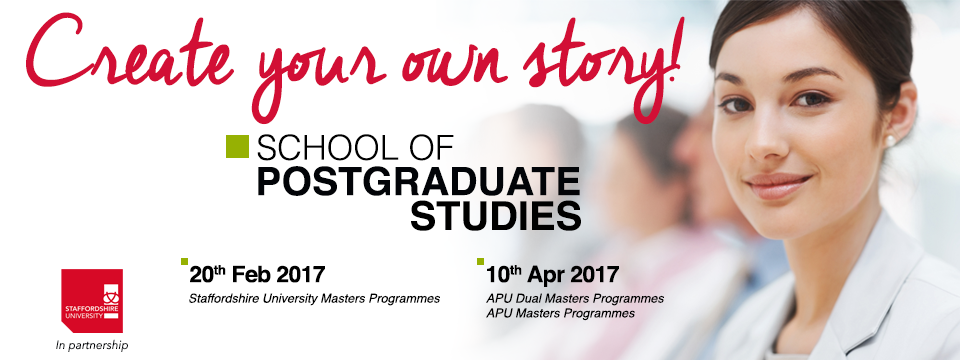 Create your own story!
SCHOOL OF
POSTGRADUATE
STUDIES
20th Feb 2017
Staffordshire University Masters Programmes
10th Apr 2017
APU Dual Masters Programmes
APU Masters Programmes
STAFFORDSHIRE
UNIVERSITY
In partnership